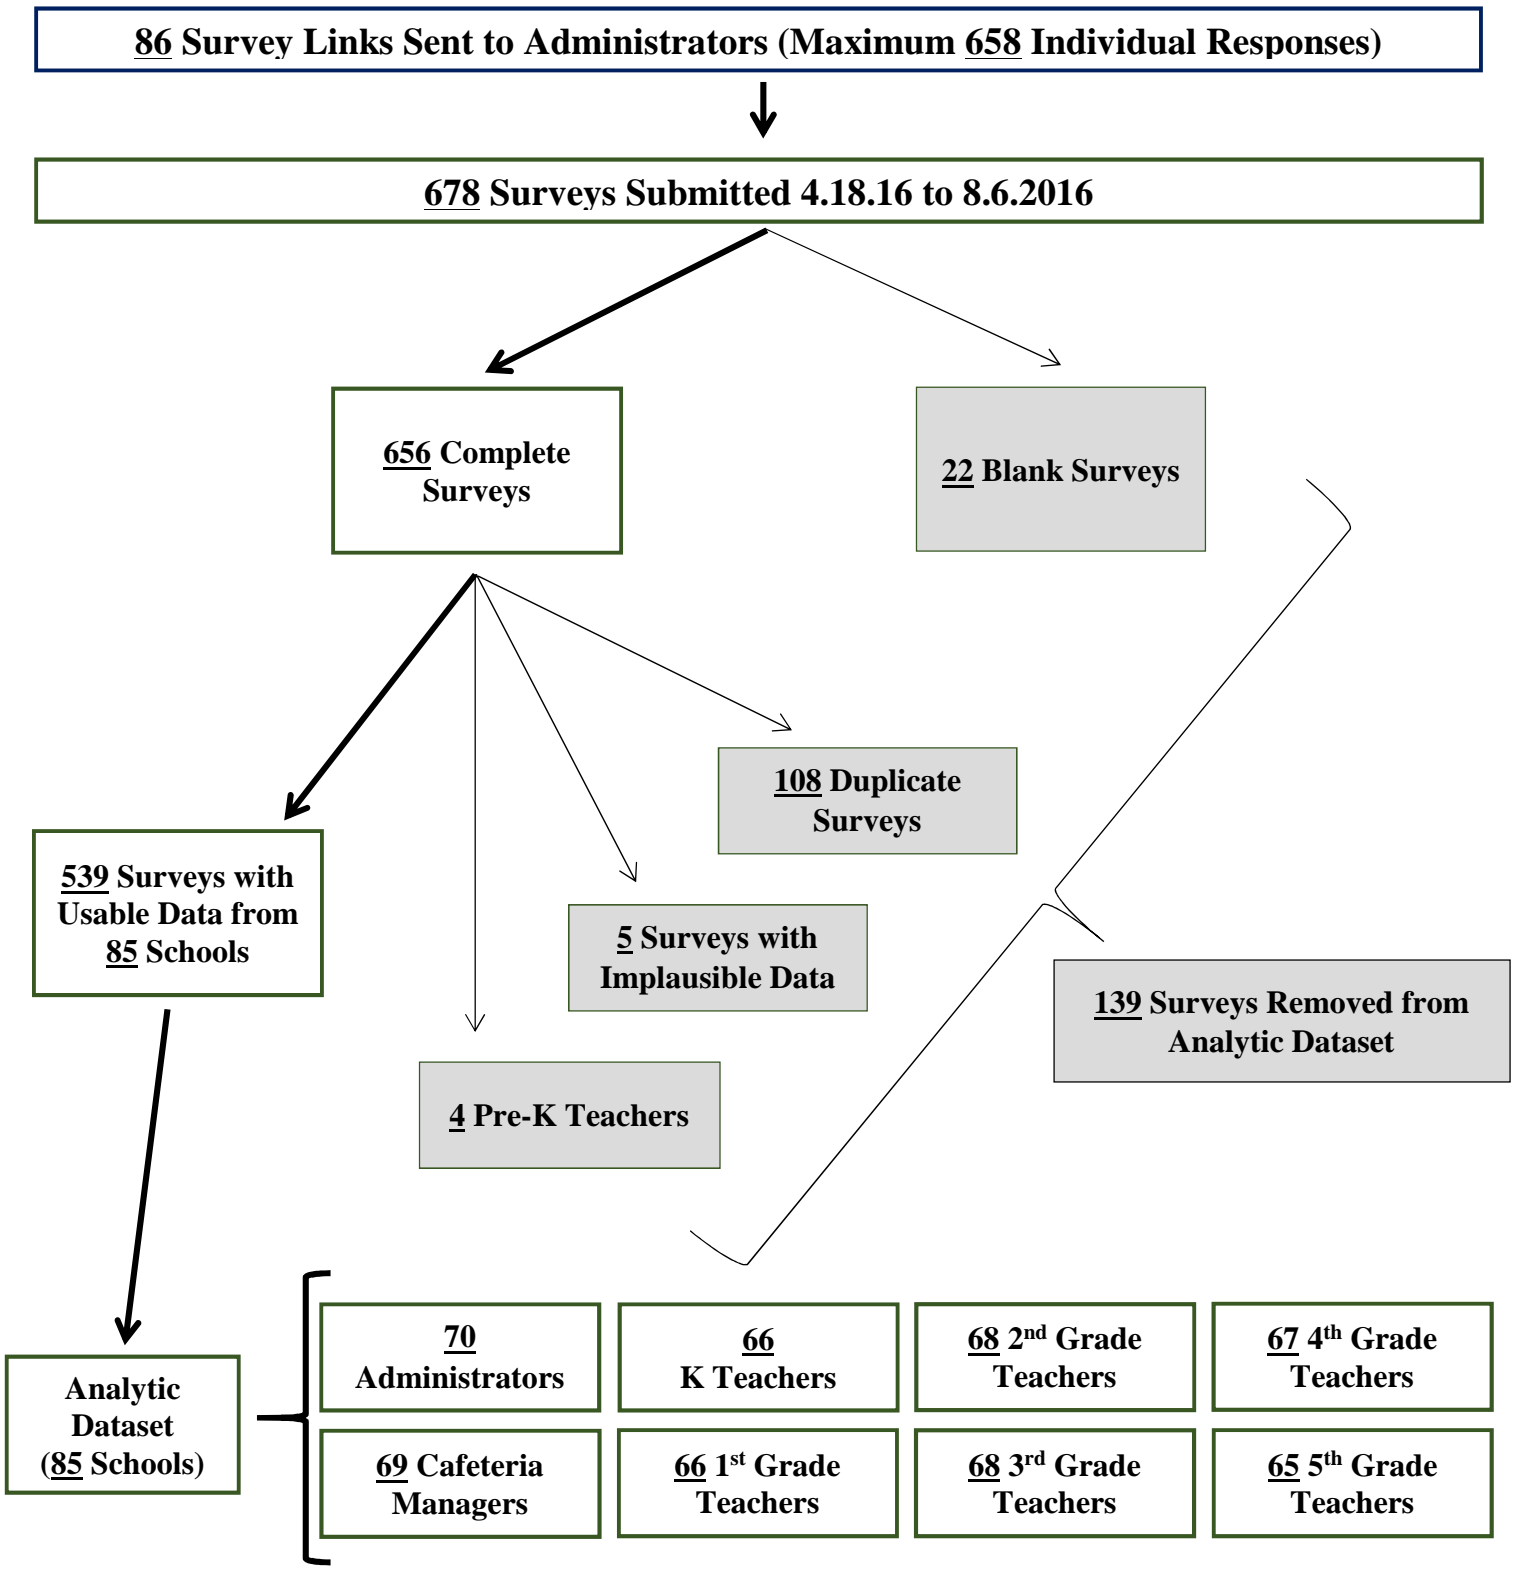 86 Survey Links Sent to Administrators (Maximum 658 Individual Responses)
678 Surveys Submitted 4.18.16 to 8.6.2016
656 Complete
Surveys
22 Blank Surveys
108 Duplicate
Surveys
539 Surveys with
Usable Data from
85 Schools
5 Surveys with
Implausible Data
139 Surveys Removed from
Analytic Dataset
4 Pre-K Teachers
Analytic
Dataset
(85 Schools)
70
Administrators
66
K Teachers
68 2nd Grade
Teachers
67 4th Grade
Teachers
69 Cafeteria
Managers
66 1st Grade
Teachers
68 3rd Grade
Teachers
65 5th Grade
Teachers